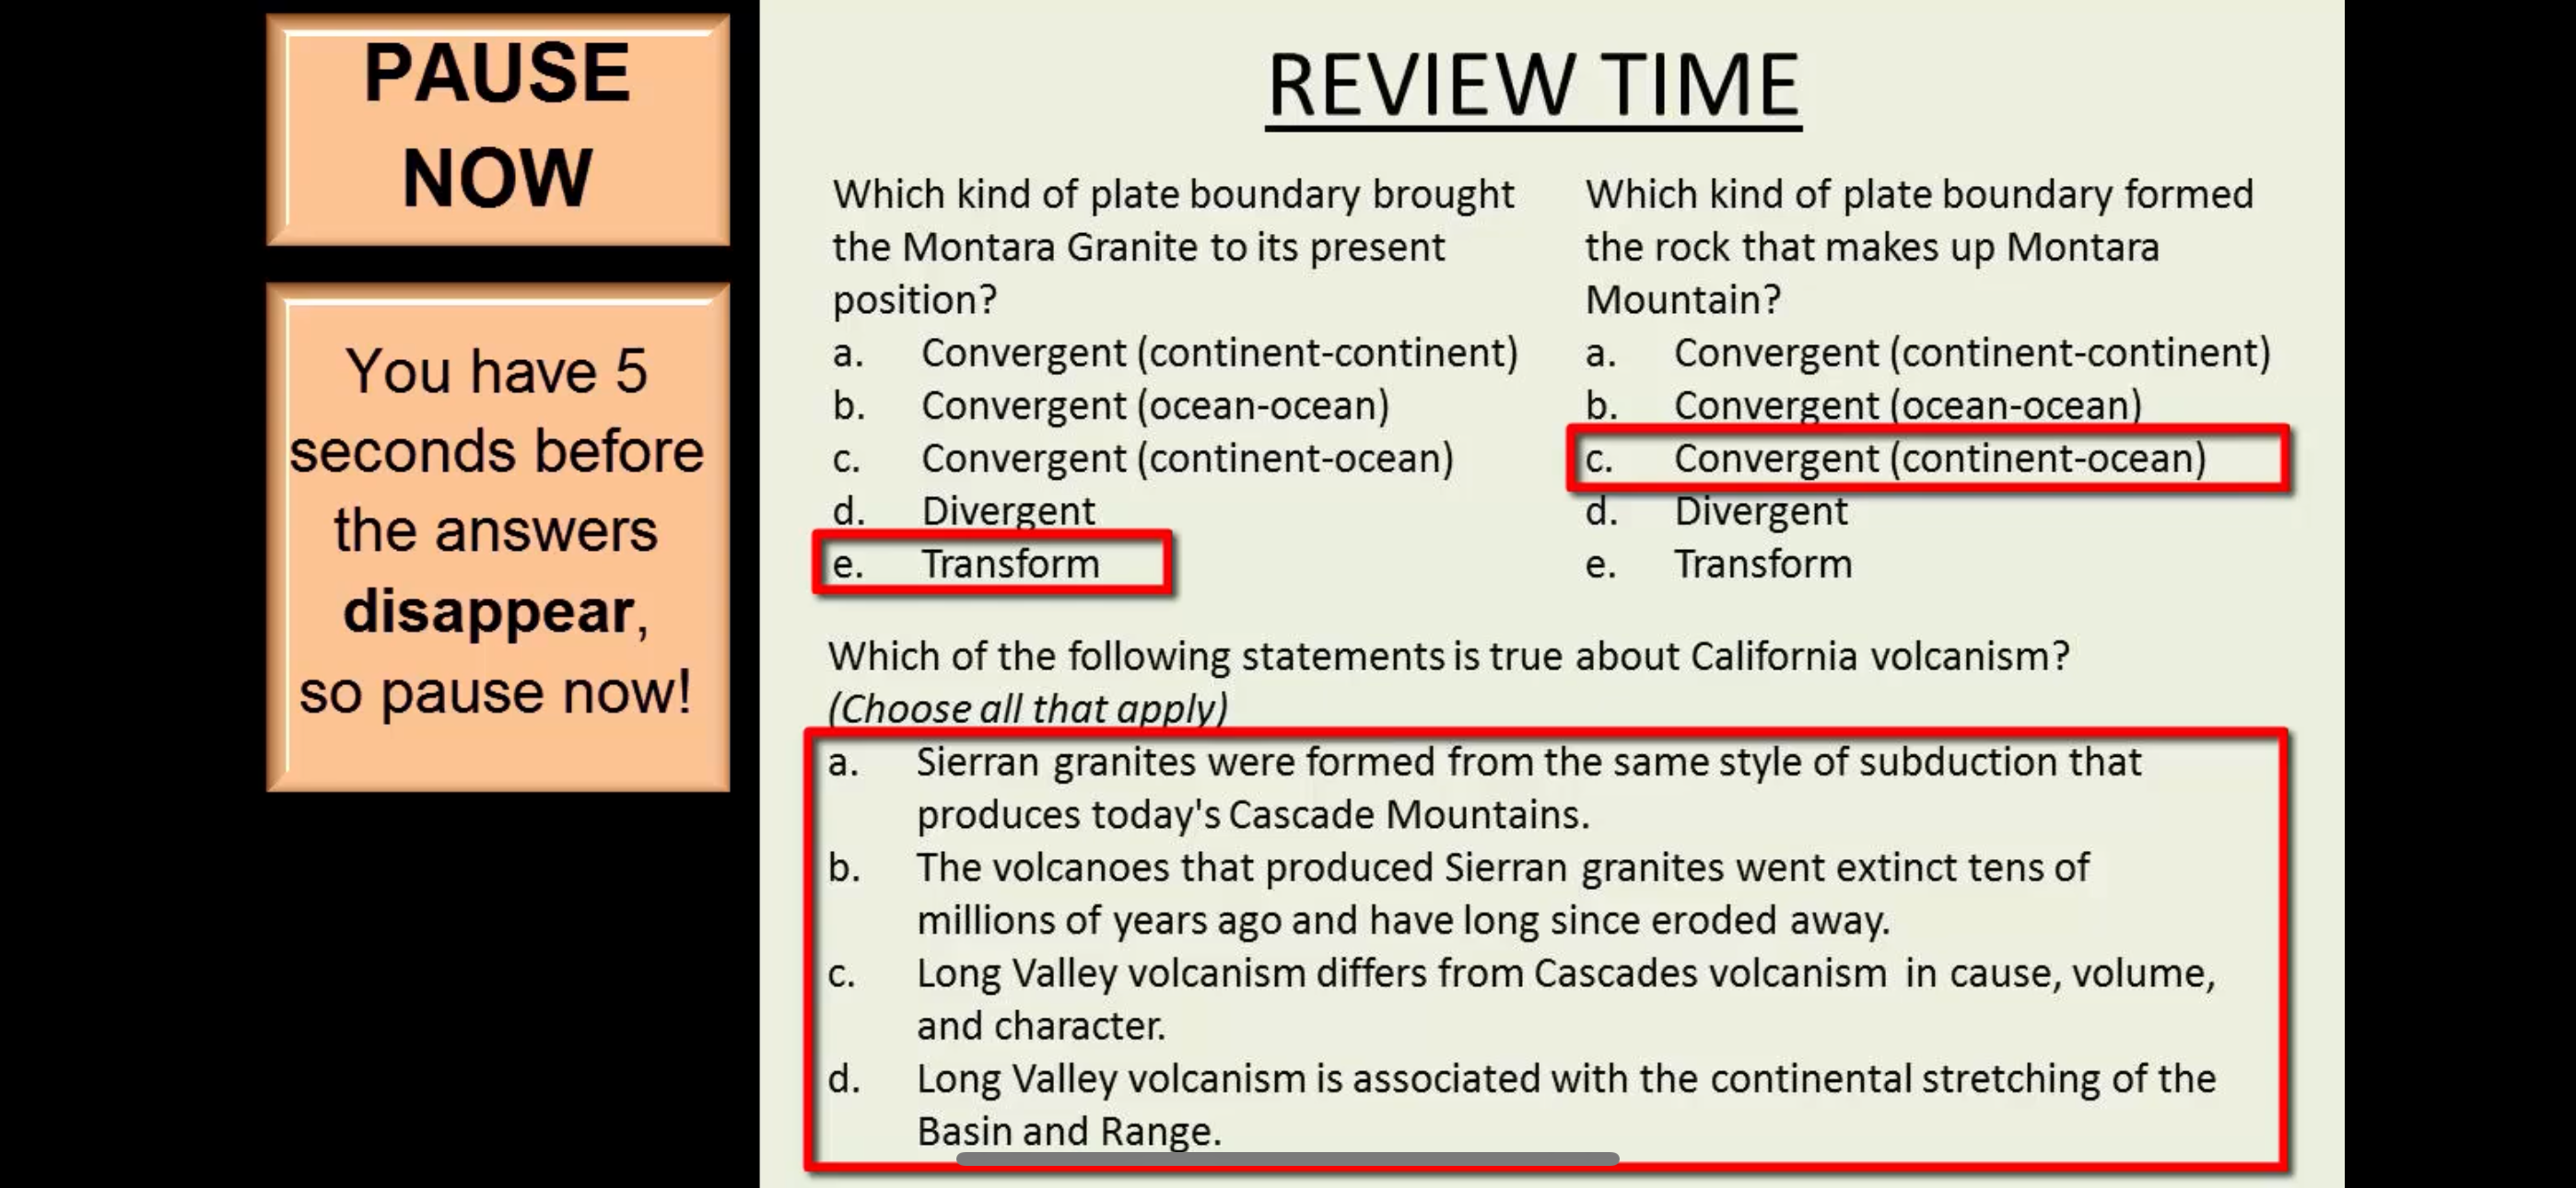 PAUSE
NOW
You have 5
seconds before
the answers
disappear,
so pause now!
REVIEW TIME
Which kind of plate boundary brought
the Montara Granite to its present
position?
a. Convergent (continent-continent)
b. Convergent (ocean-ocean)
c. Convergent (continent-ocean)
d. Divergent
e. Transform
Which kind of plate boundary formed
the rock that makes up Montara
Mountain?
a. Convergent (continent-continent)
b. Convergent (ocean-ocean)
c. Convergent (continent-ocean)
d. Divergent
e. Transform
Which of the following statements is true about California volcanism?
(Choose all that apply)
a. Sierran granites were formed from the same style of subduction that
produces today's Cascade Mountains.
b. The volcanoes that produced Sierran granites went extinct tens of
millions of years ago and have long since eroded away.
c. Long Valley volcanism differs from Cascades volcanism in cause, volume,
and character.
d. Long Valley volcanism is associated with the continental stretching of the
Basin and Range.